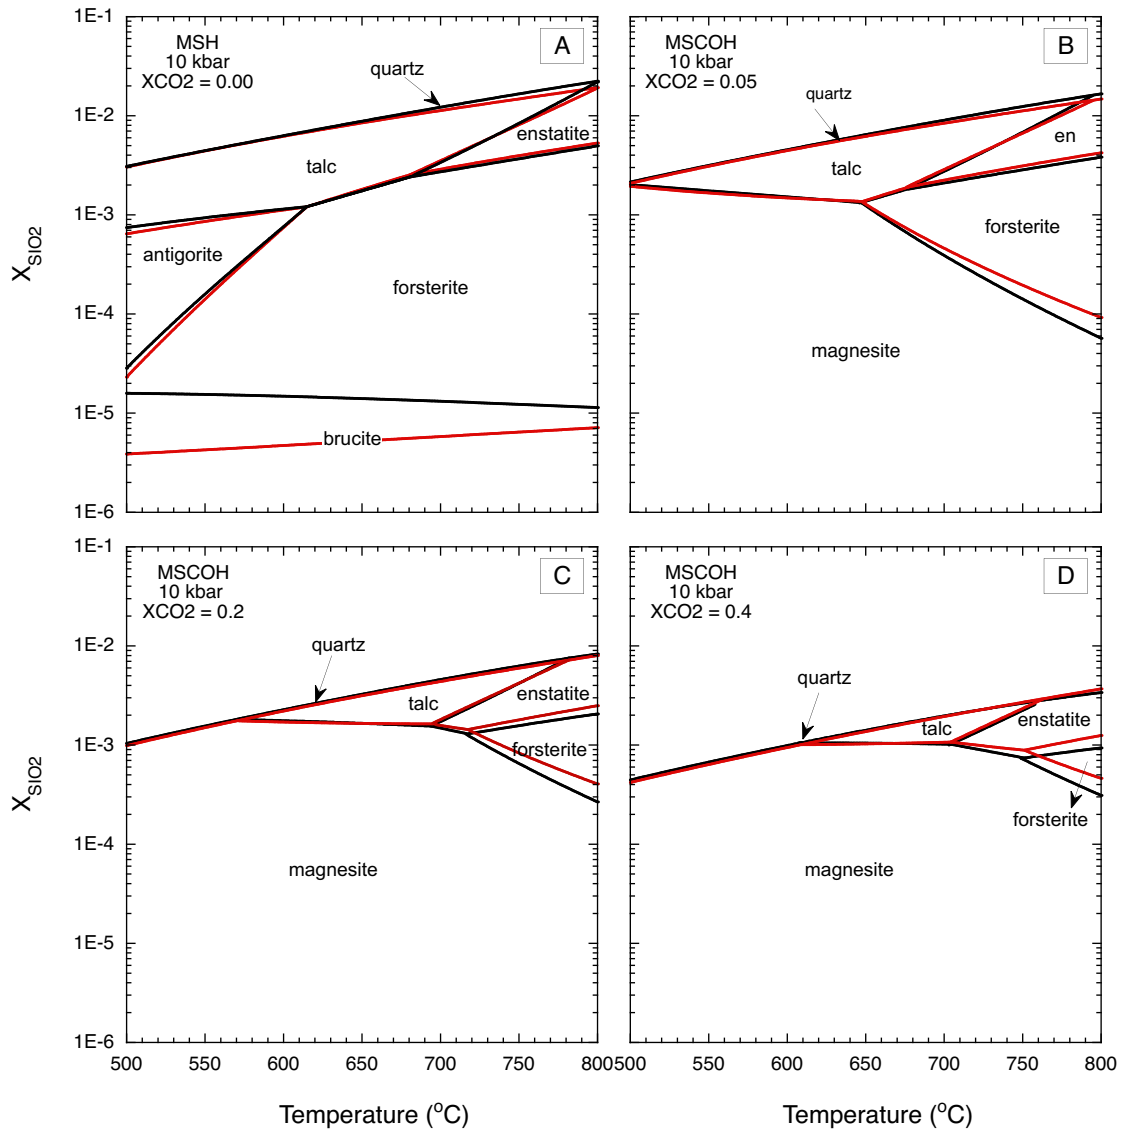 1E-1
1E-2
1E-3
1E-4
1E-5
1E-6
X_SIO2
MSH
10 kbar
XCO2 = 0.00
A
quartz
enstatite
talc
antigorite
forsterite
brucite
MSCOH
10 kbar
XCO2 = 0.05
B
quartz
en
talc
forsterite
magnesite
1E-1
1E-2
1E-3
1E-4
1E-5
1E-6
X_SIO2
MSCOH
10 kbar
XCO2 = 0.2
C
quartz
enstatite
talc
forsterite
magnesite
500 550 600 650 700 750 800
Temperature (°C)
MSCOH
10 kbar
XCO2 = 0.4
D
quartz
enstatite
talc
forsterite
magnesite
500 550 600 650 700 750 800
Temperature (°C)